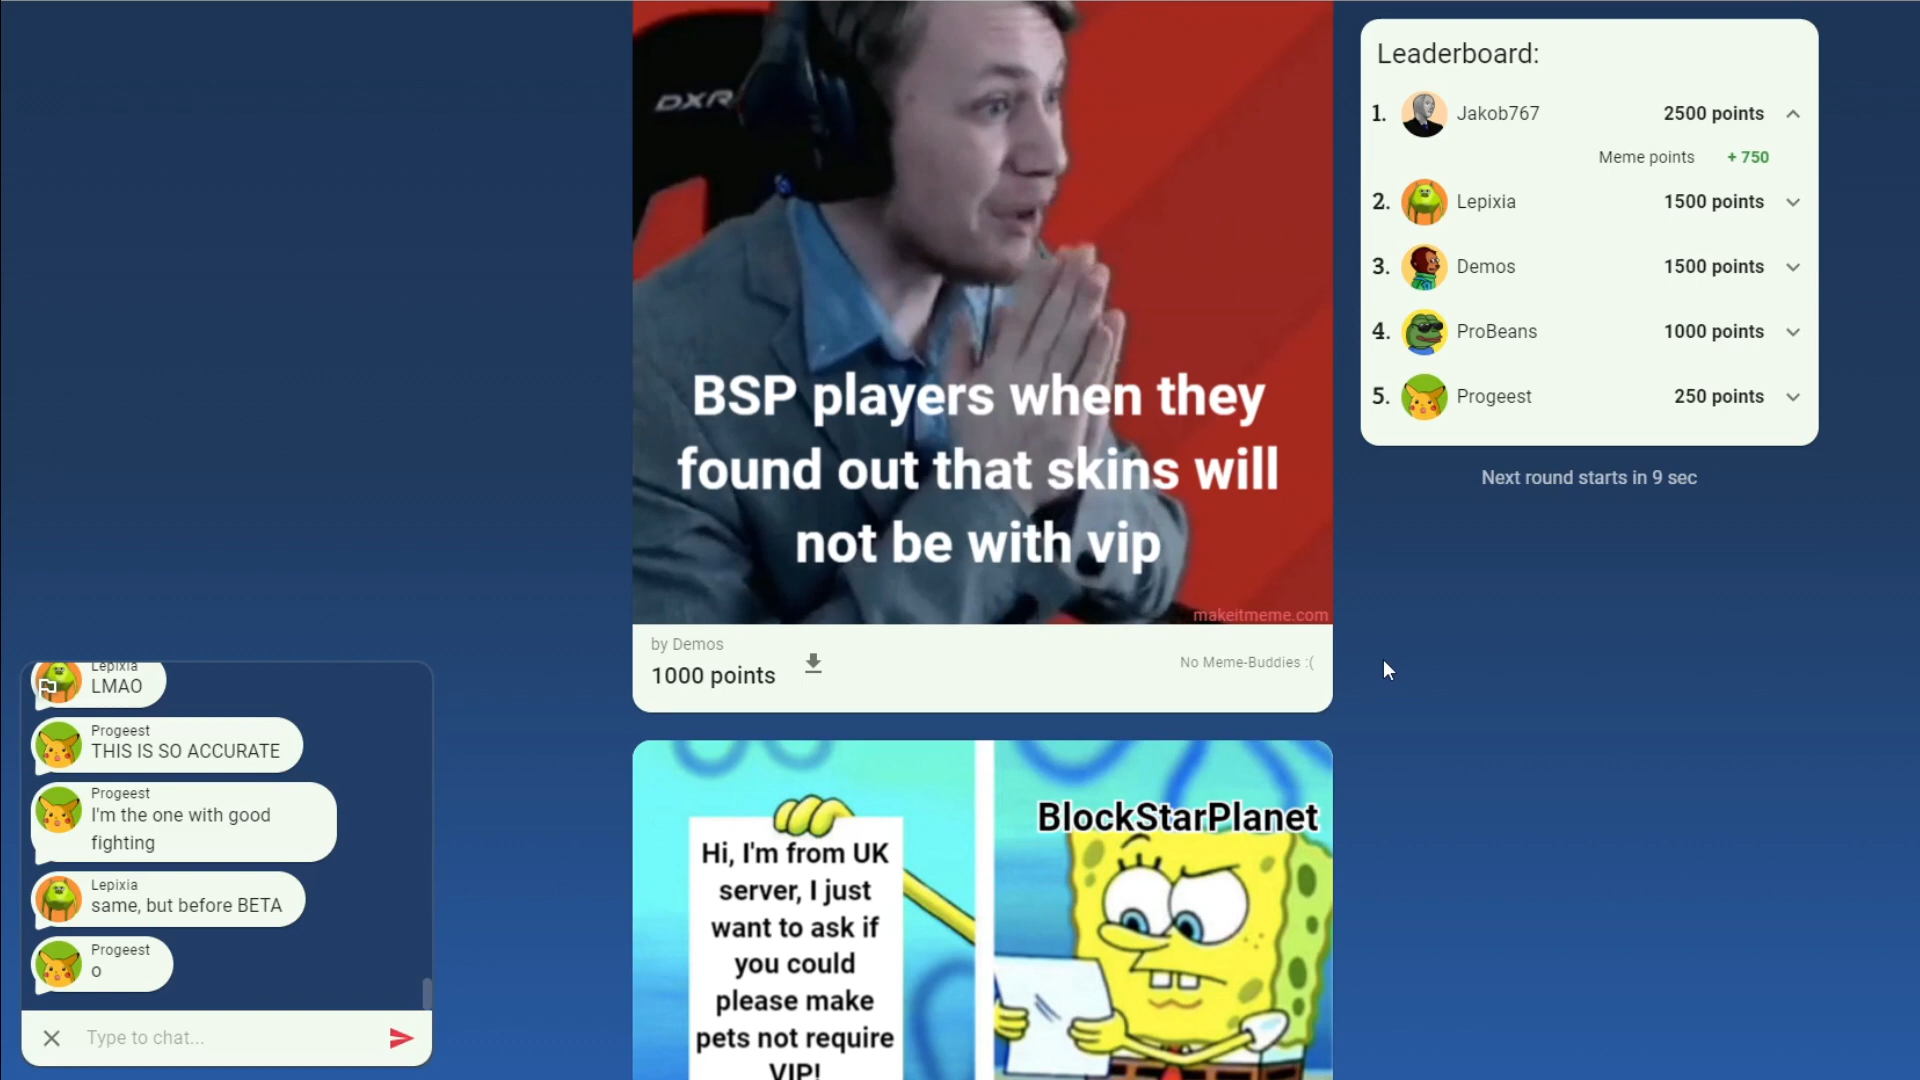 DXR
BSP players when they
found out that skins will
not be with vip
makeitmeme.com
by Demos
1000 points
No Meme-Buddies :(
Hi, I'm from UK
server, I just
want to ask if
you could
please make
pets not require
VIP!
BlockStarPlanet
Leaderboard:
1. Jakob767 2500 points
Meme points + 750
2. Lepixia 1500 points
3. Demos 1500 points
4. ProBeans 1000 points
5. Progeest 250 points
Next round starts in 9 sec
Lepixia
LMAO
Progeest
THIS IS SO ACCURATE
Progeest
I'm the one with good
fighting
Lepixia
same, but before BETA
Progeest
o
Type to chat...